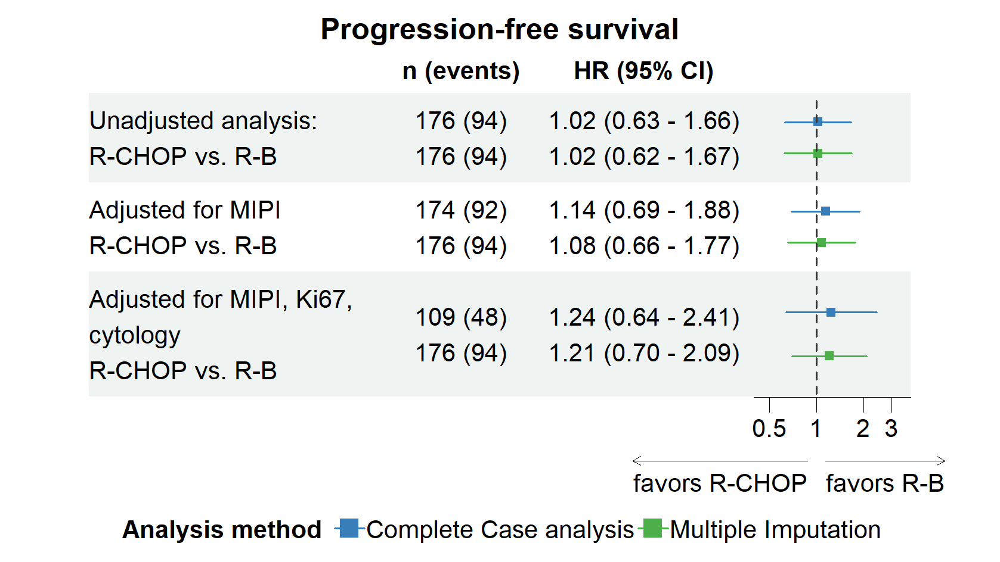 Progression-free survival
n (events) HR (95% CI)
Unadjusted analysis: 176 (94) 1.02 (0.63 - 1.66)
R-CHOP vs. R-B 176 (94) 1.02 (0.62 - 1.67)
Adjusted for MIPI 174 (92) 1.14 (0.69 - 1.88)
R-CHOP vs. R-B 176 (94) 1.08 (0.66 - 1.77)
Adjusted for MIPI, Ki67,
109 (48) 1.24 (0.64 - 2.41)
cytology
176 (94) 1.21 (0.70 - 2.09)
R-CHOP vs. R-B
0.5 1 2 3
favors R-CHOP favors R-B
Analysis method Complete Case analysis Multiple Imputation